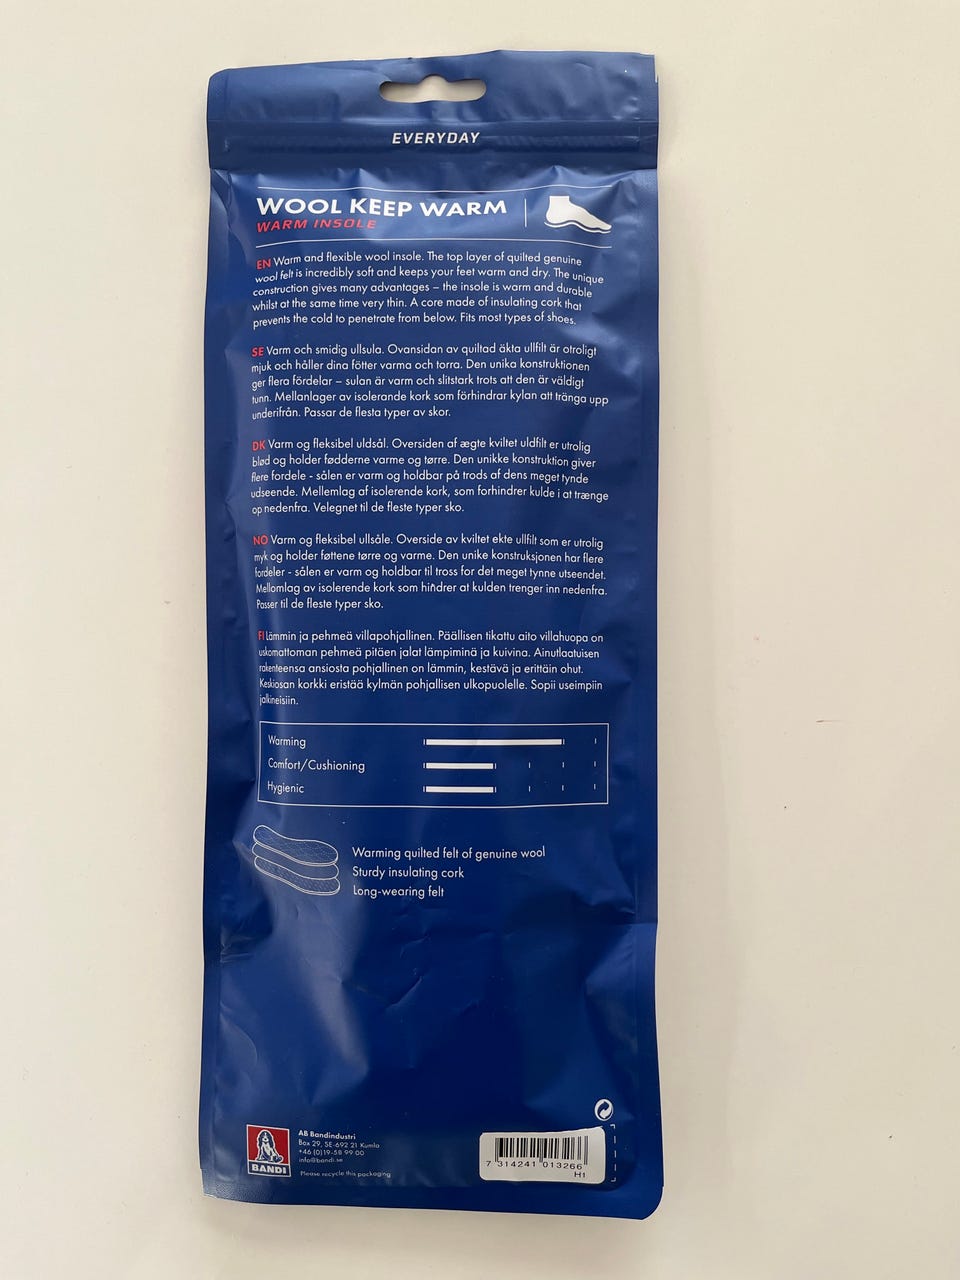 EVERYDAY
WOOL KEEP WARM
WARM INSOLE
EN Warm and flexible wool insole. The top layer of quilted genuine
wool felt is incredibly soft and keeps your feet warm and dry. The unique
construction gives many advantages – the insole is warm and durable
whilst at the same time very thin. A core made of insulating cork that
prevents the cold to penetrate from below. Fits most types of shoes.
SE Varm och smidig ullsula. Ovansidan av quiltad äkta ullfilt är otroligt
mjuk och håller dina fötter varma och torra. Den unika konstruktionen
ger flera fördelar – sulan är varm och slitstark trots att den är väldigt
tunn. Mellanlager av isolerande kork som förhindrar kylan att tränga upp
underifrån. Passar de flesta typer av skor.
DK Varm og fleksibel uldsål. Oversiden af ægte kviltet uldfilt er utrolig
blød og holder fødderne varme og tørre. Den unikke konstruktion giver
flere fordele - sålen er varm og holdbar på trods af dens meget tynde
udseende. Mellemlag af isolerende kork, som forhindrer kulde i at trænge
op nedenfra. Velegnet til de fleste typer sko.
NO Varm og fleksibel ullsåle. Overside av kviltet ekte ullfilt som er utrolig
myk og holder føttene tørre og varme. Den unike konstruksjonen har flere
fordeler - sålen er varm og holdbar til tross for det meget tynne utseendet.
Mellomlag av isolerende kork som hindrer at kulden trenger inn nedenfra.
Passer til de fleste typer sko.
FI Lämmin ja pehmeä villapohjallinen. Päällisen tikattu aito villahuopa on
uskomattoman pehmeä pitäen jalat lämpiminä ja kuivina. Ainutlaatuisen
rakenteensa ansiosta pohjallinen on lämmin, kestävä ja erittäin ohut.
Keskiosan korkki eristää kylmän pohjallisen ulkopuolelle. Sopii useimpiin
jalkineisiin.
Warming
Comfort/Cushioning
Hygienic
Warming quilted felt of genuine wool
Sturdy insulating cork
Long-wearing felt
BANDI
AB Bandindustri
Box 29, SE-692 21 Kumla
+46 (0)19-58 99 00
info@bandi.se
Please recycle this packaging
7 314241 013266
H1